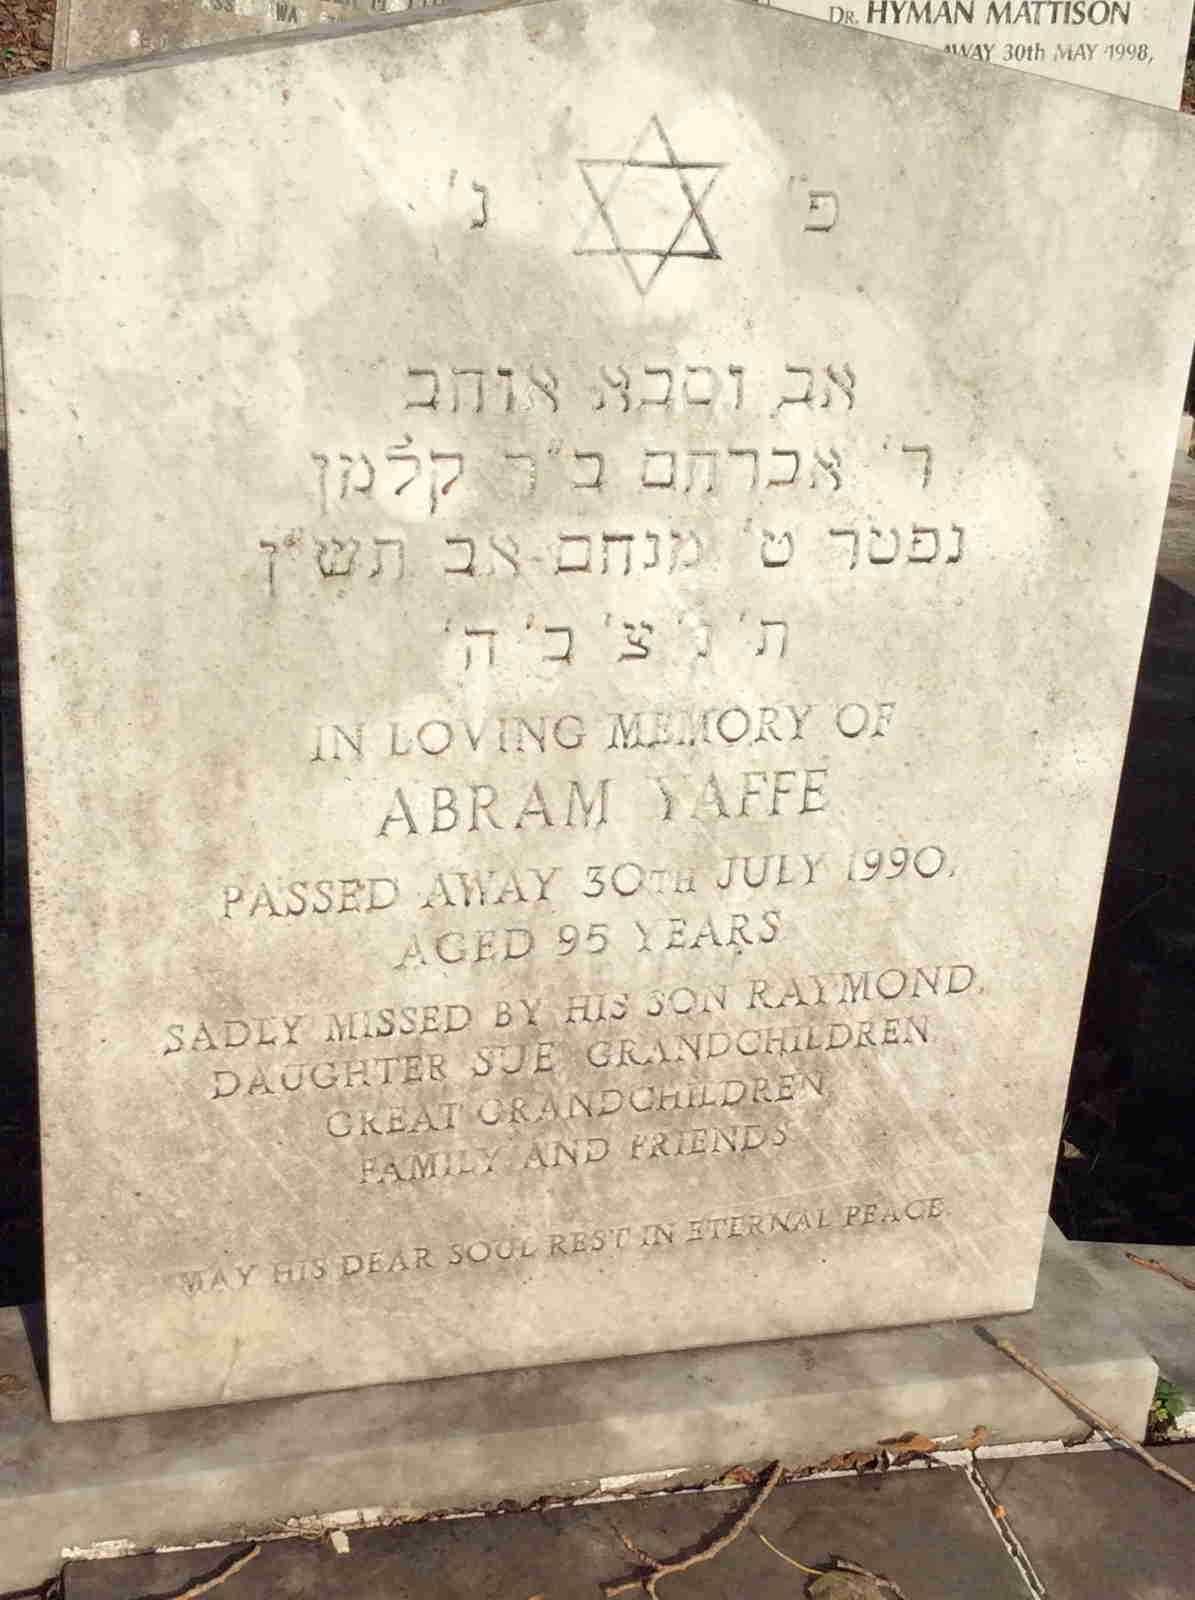 DR. HYMAN MATTISON
AWAY 30th MAY 1998,
פ' נ'
אב וסבא אוהב
ר' אברהם ב"ר קלמן
נפטר ט' מנחם-אב תש"ן
ת' נ' צ' ב' ה'
IN LOVING MEMORY OF
ABRAM YAFFE
PASSED AWAY 30TH JULY 1990,
AGED 95 YEARS
SADLY MISSED BY HIS SON RAYMOND,
DAUGHTER SUE GRANDCHILDREN
GREAT GRANDCHILDREN,
FAMILY AND FRIENDS
MAY HIS DEAR SOUL REST IN ETERNAL PEACE.